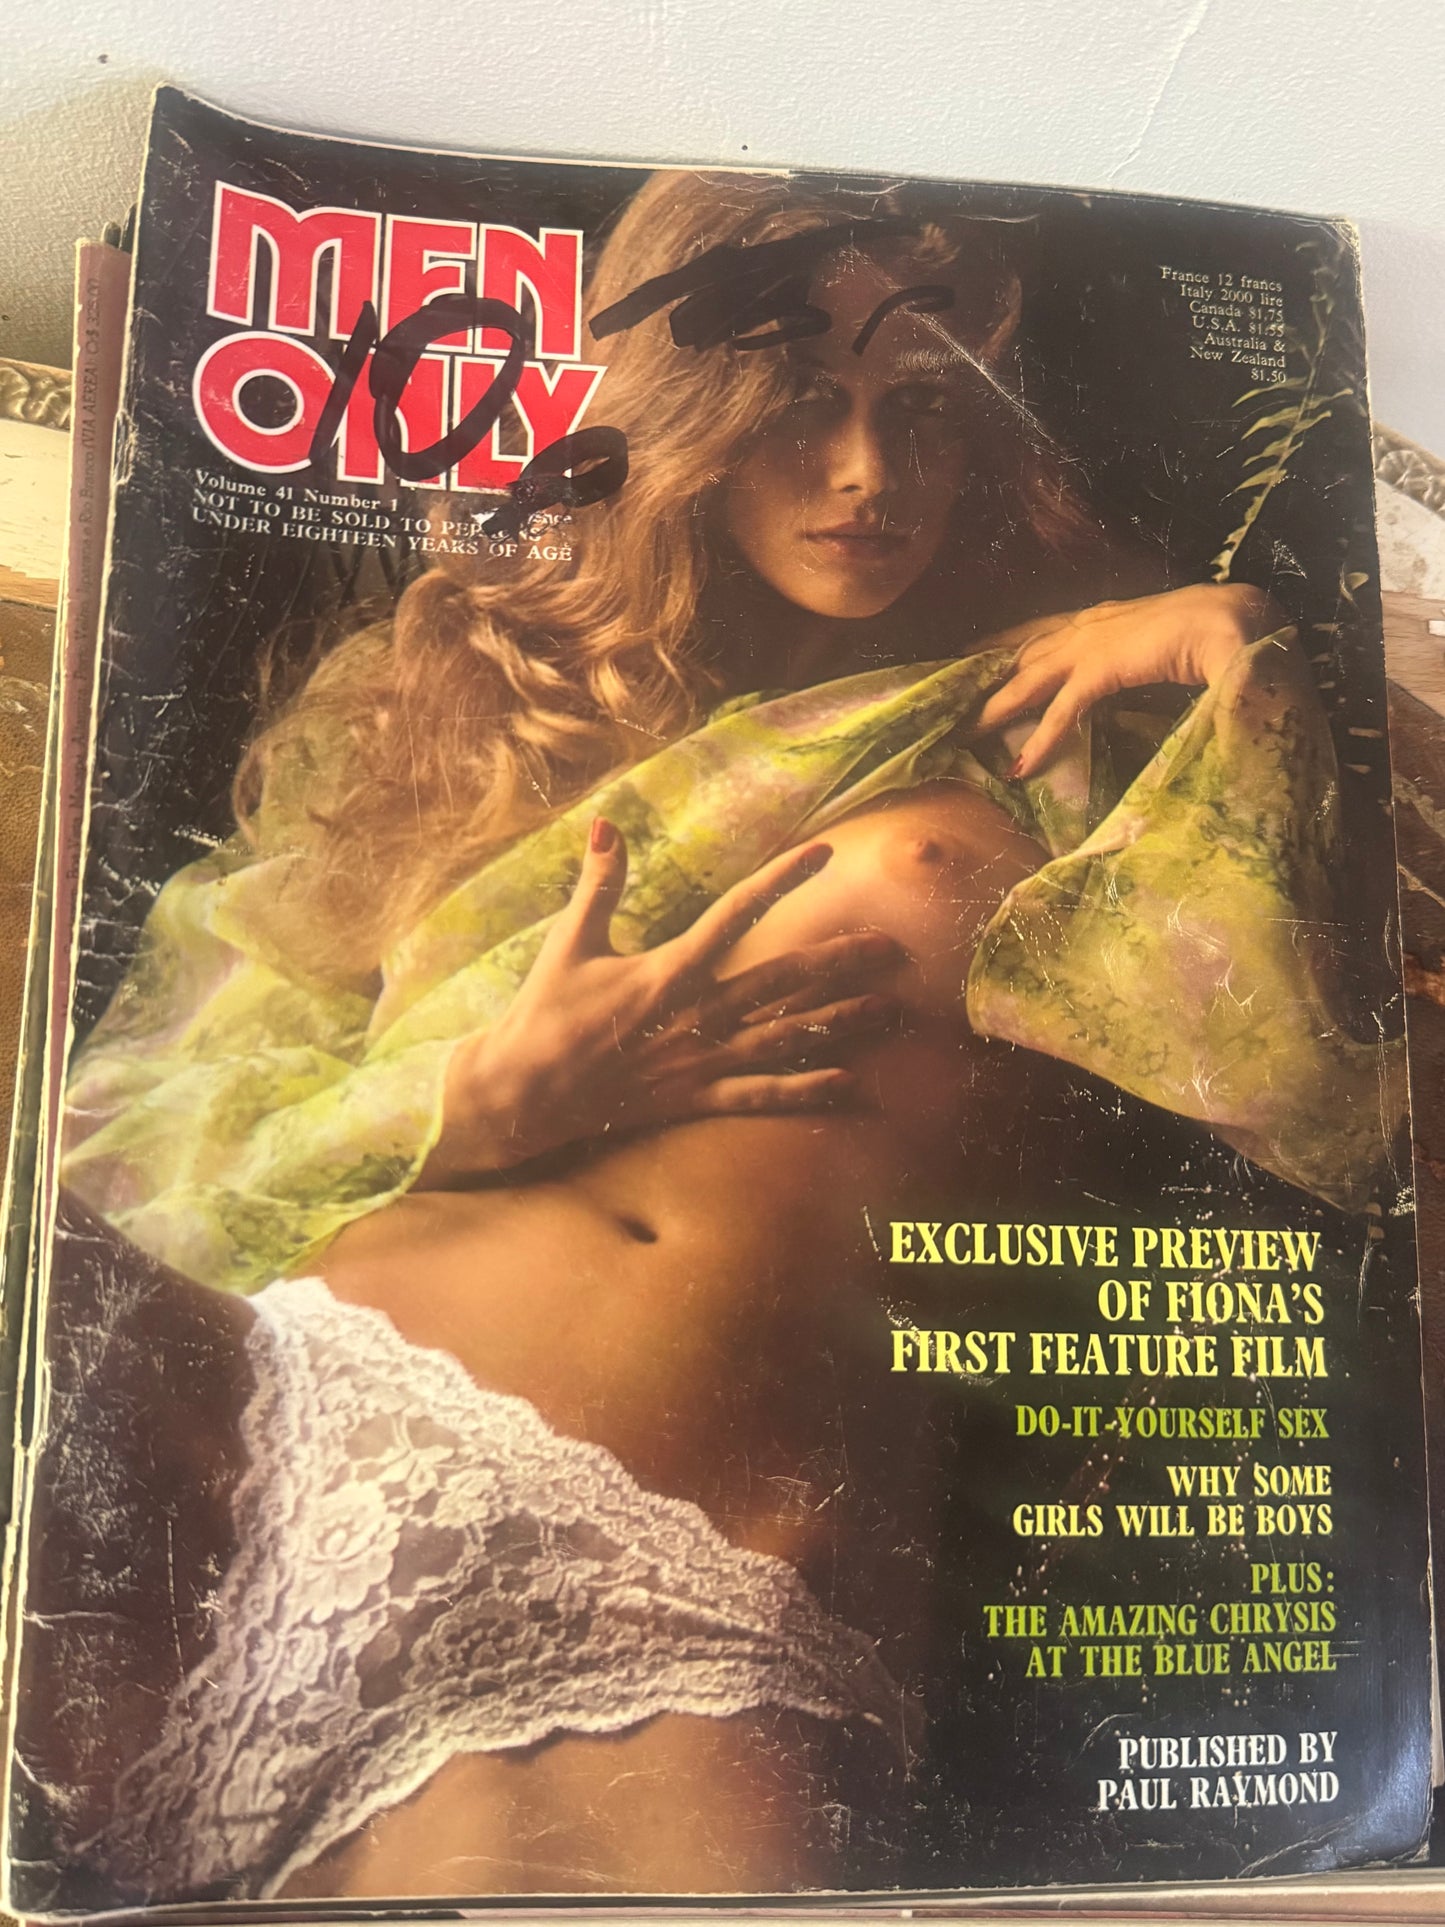 MEN
ONLY
10
Volume 41 Number 1
NOT TO BE SOLD TO PERSONS
UNDER EIGHTEEN YEARS OF AGE
France 12 francs
Italy 2000 lire
Canada $1.75
U.S.A. $1.55
Australia &
New Zealand
$1.50
EXCLUSIVE PREVIEW
OF FIONA'S
FIRST FEATURE FILM
DO-IT-YOURSELF SEX
WHY SOME
GIRLS WILL BE BOYS
PLUS:
THE AMAZING CHRYSIS
AT THE BLUE ANGEL
PUBLISHED BY
PAUL RAYMOND